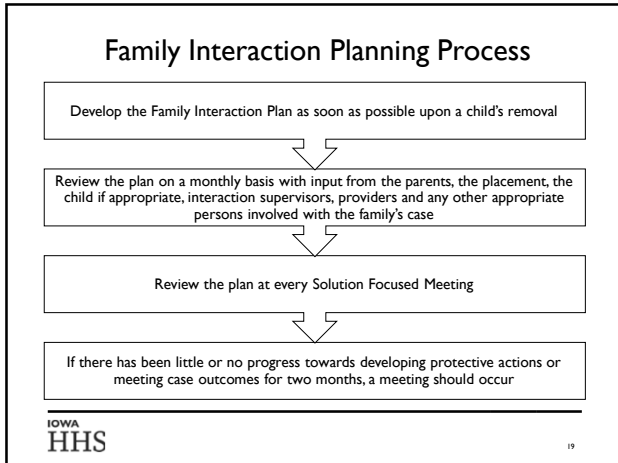 Family Interaction Planning Process
Develop the Family Interaction Plan as soon as possible upon a child's removal
Review the plan on a monthly basis with input from the parents, the placement, the
child if appropriate, interaction supervisors, providers and any other appropriate
persons involved with the family's case
Review the plan at every Solution Focused Meeting
If there has been little or no progress towards developing protective actions or
meeting case outcomes for two months, a meeting should occur
IOWA
HHS
19